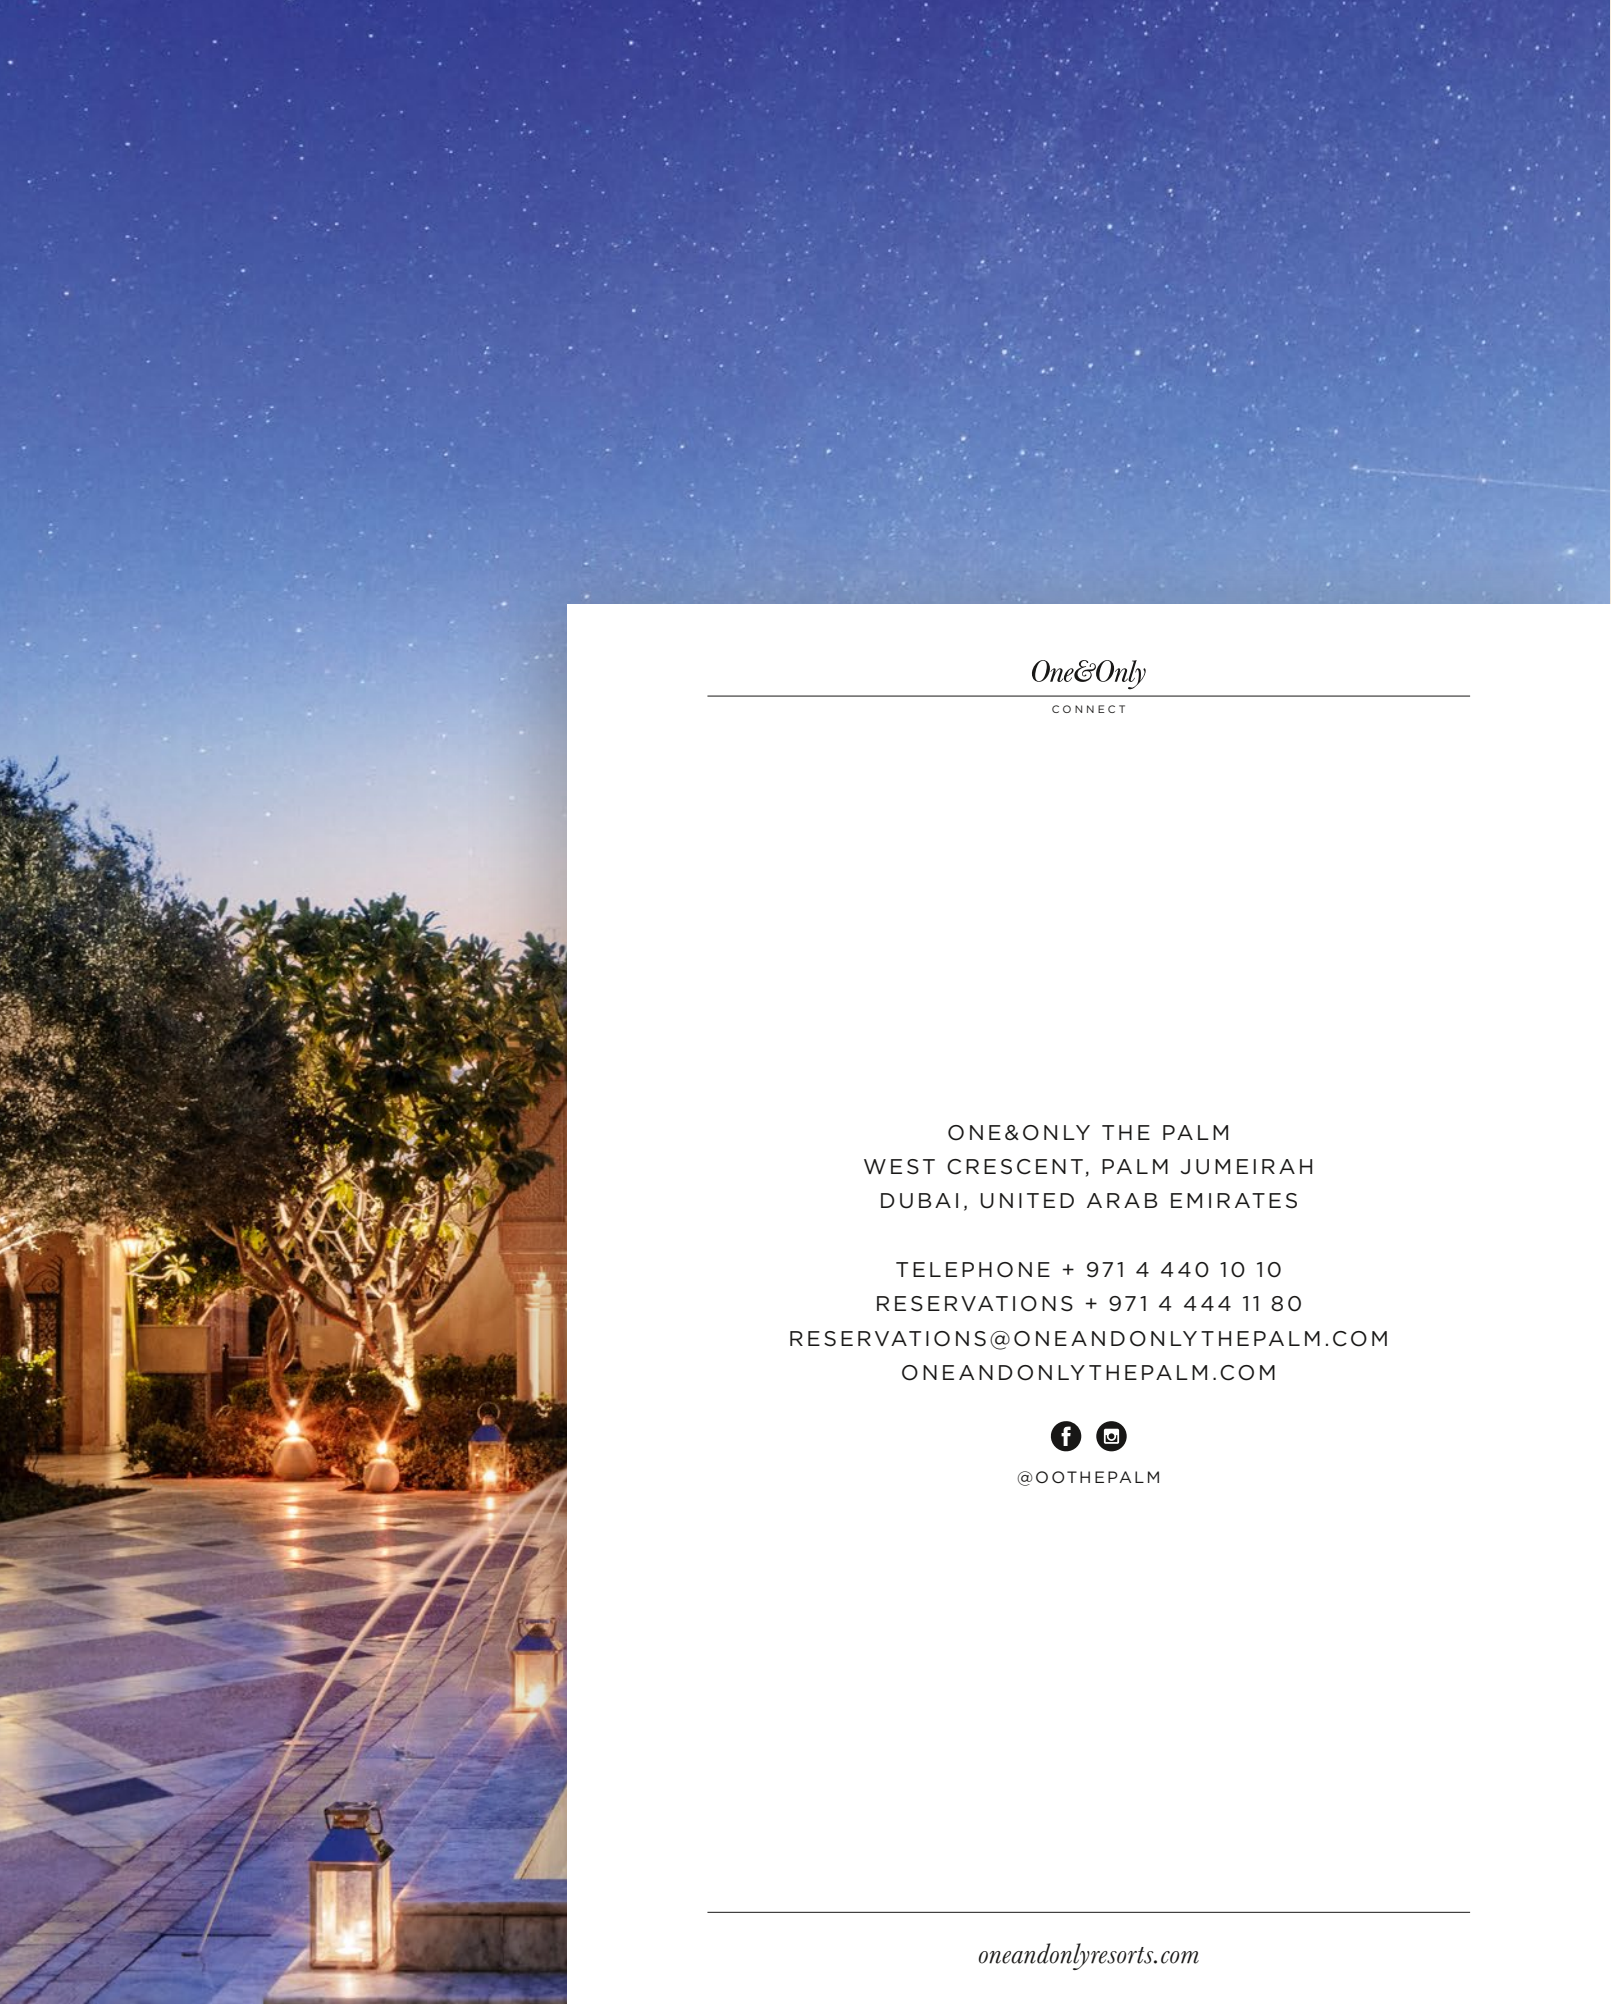 One&Only
CONNECT
ONE&ONLY THE PALM
WEST CRESCENT, PALM JUMEIRAH
DUBAI, UNITED ARAB EMIRATES
TELEPHONE + 971 4 440 10 10
RESERVATIONS + 971 4 444 11 80
RESERVATIONS@ONEANDONLYTHEPALM.COM
ONEANDONLYTHEPALM.COM
@OOTHEPALM
oneandonlyresorts.com